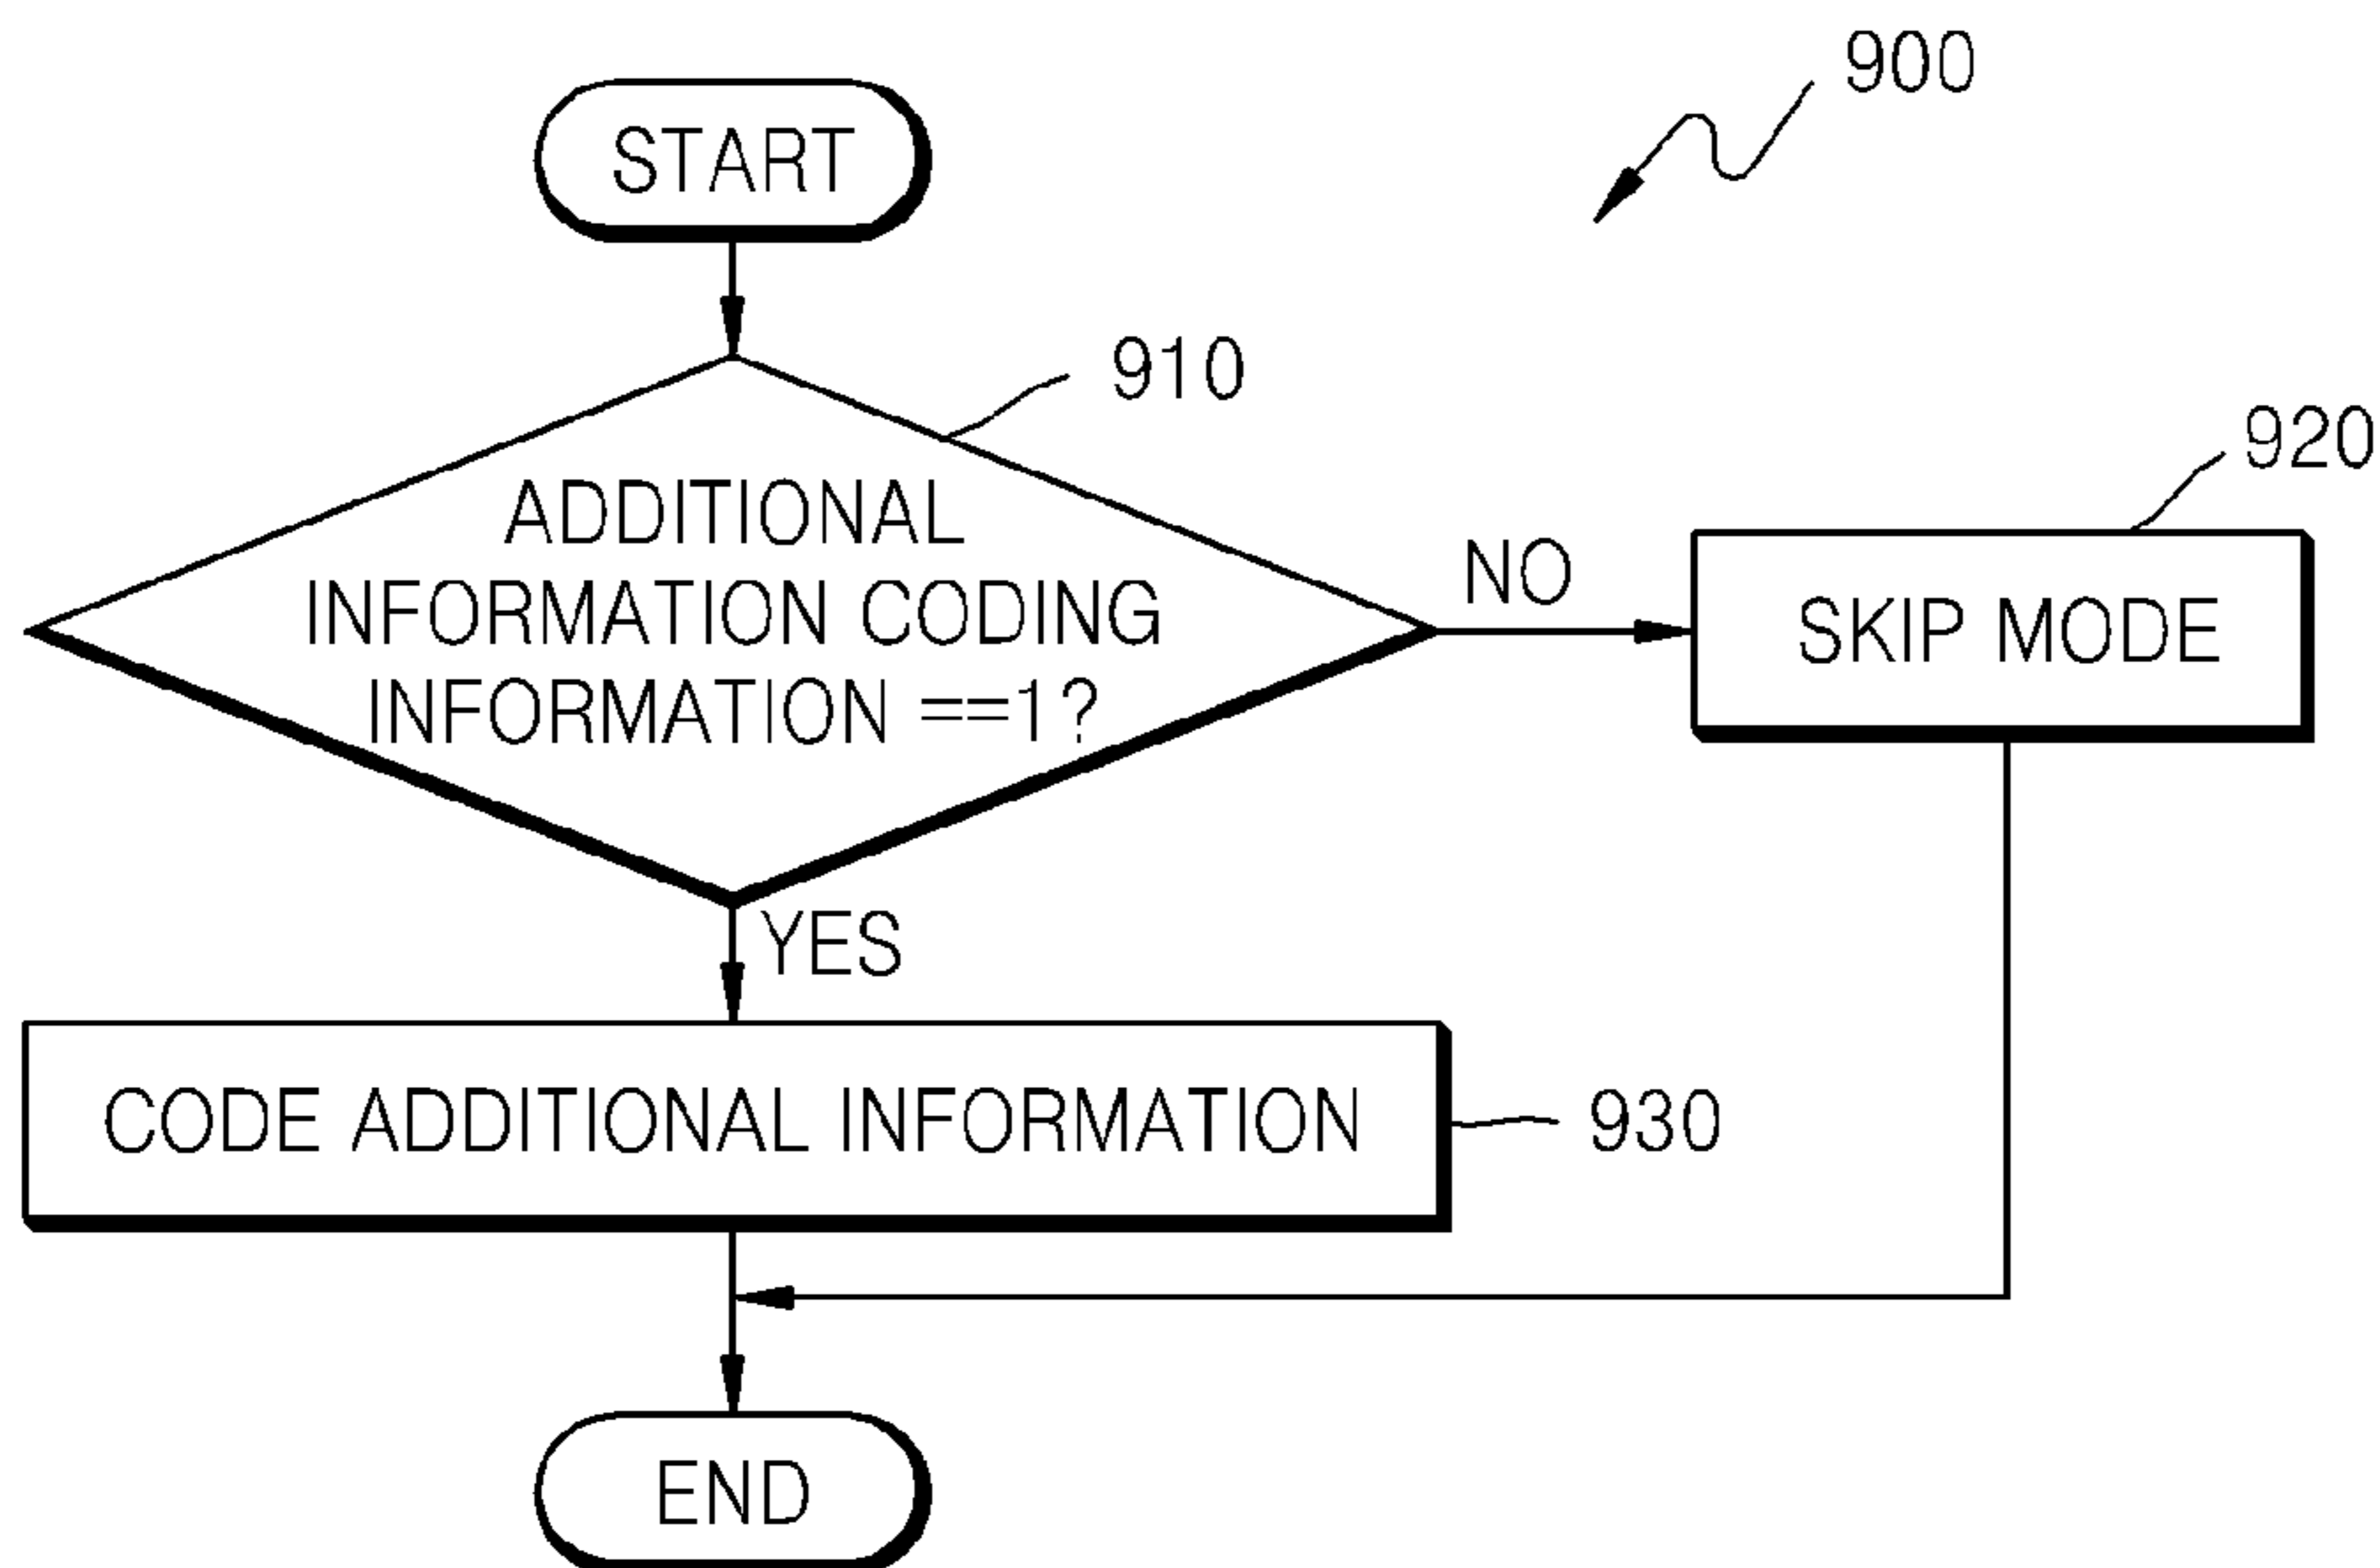 900
START
910
ADDITIONAL
INFORMATION CODING
INFORMATION ==1?
NO
920
SKIP MODE
YES
CODE ADDITIONAL INFORMATION
930
END